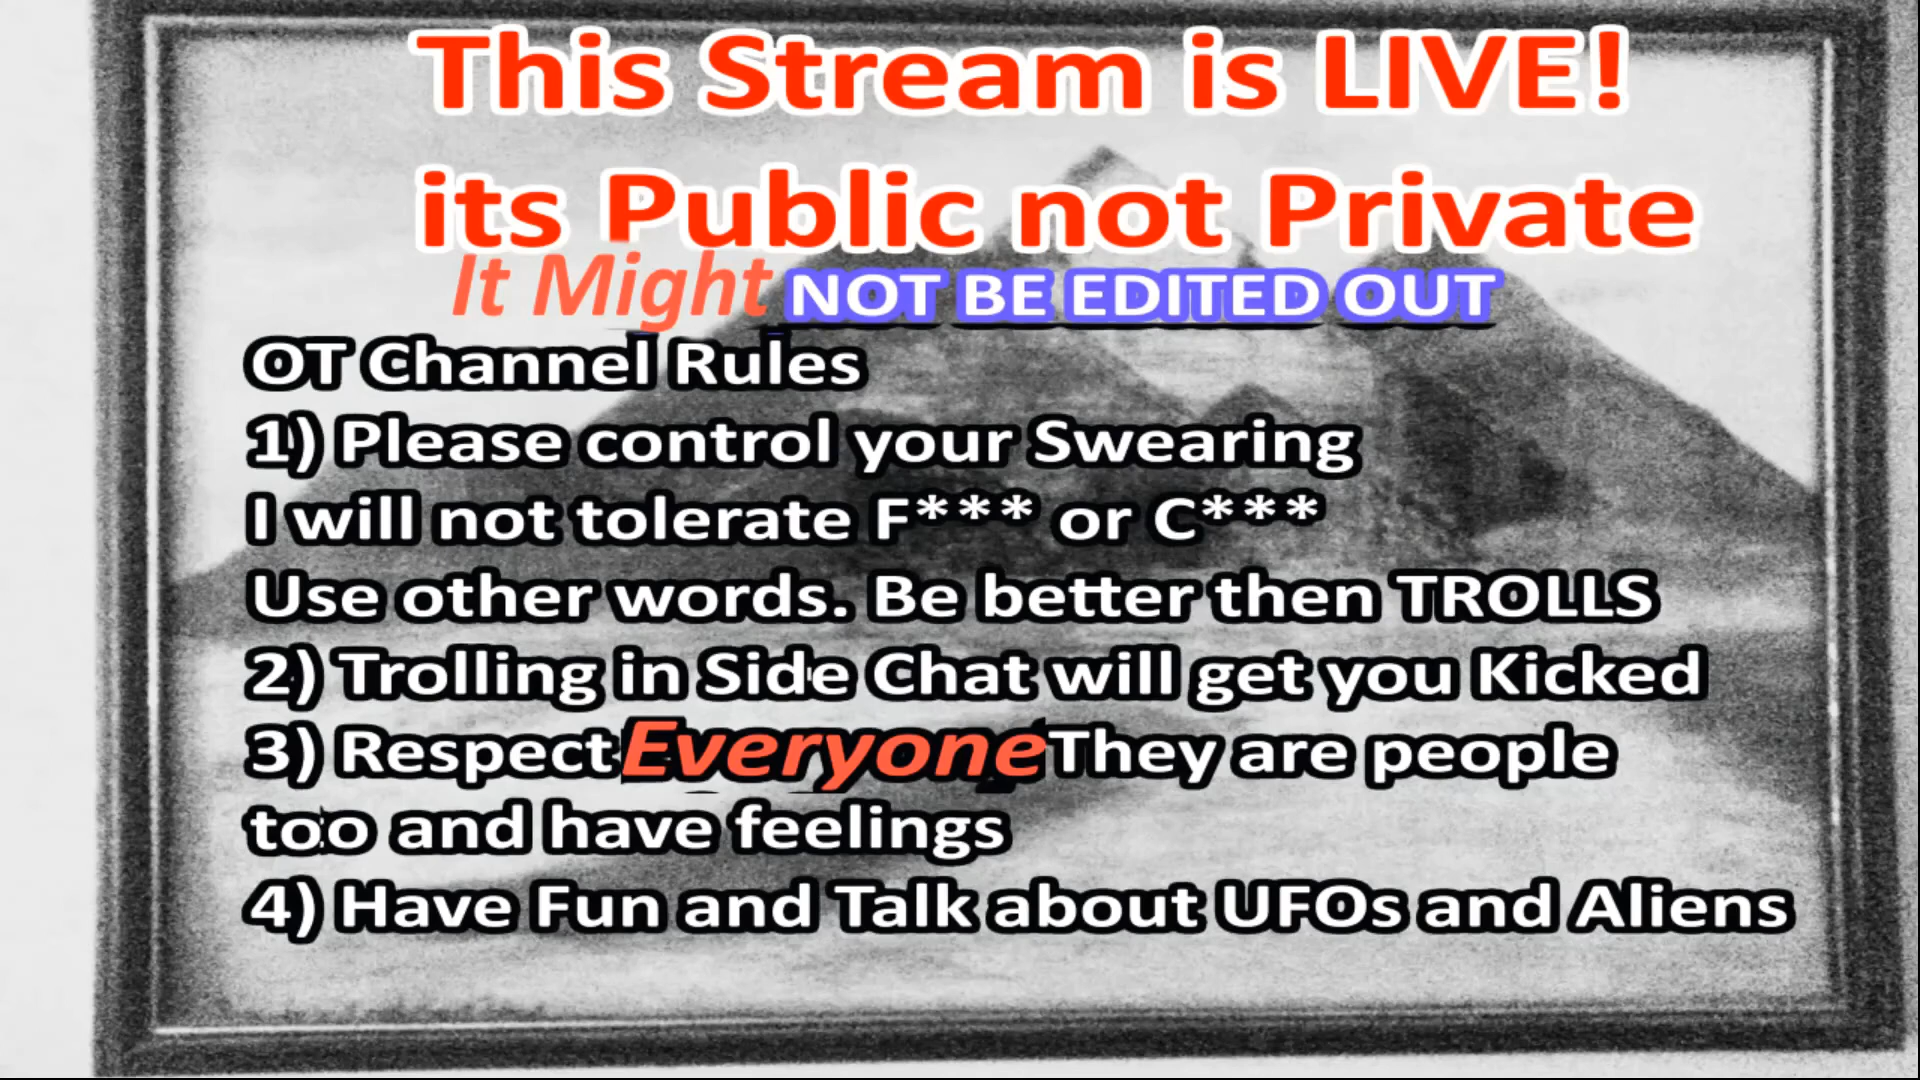 This Stream is LIVE!
its Public not Private
It Might NOT BE EDITED OUT
OT Channel Rules
1) Please control your Swearing
I will not tolerate F*** or C***
Use other words. Be better then TROLLS
2) Trolling in Side Chat will get you Kicked
3) Respect Everyone They are people
too and have feelings
4) Have Fun and Talk about UFOs and Aliens